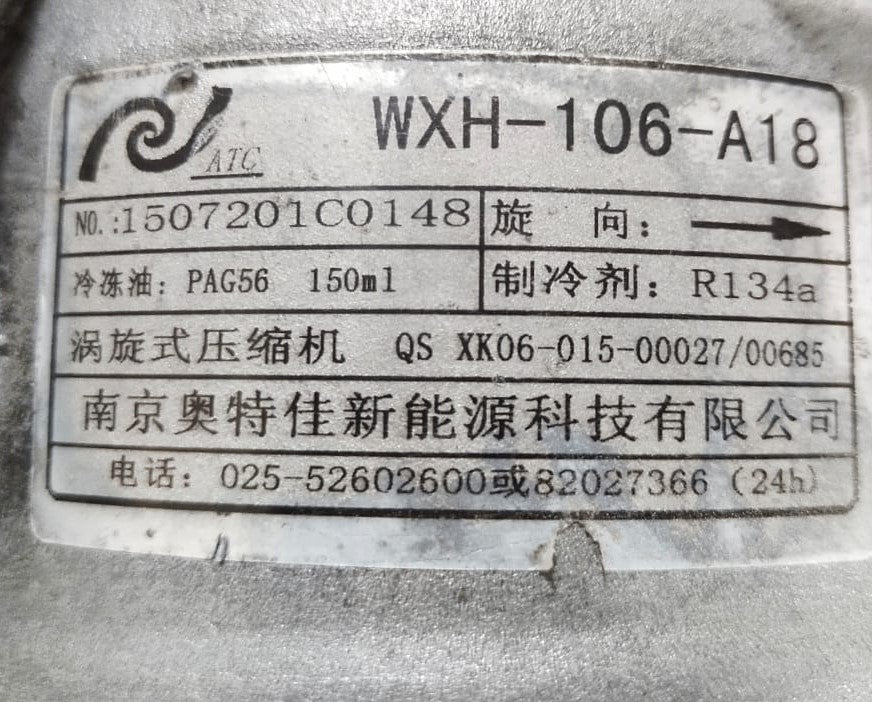 ATC
WXH-106-A18
NO.:1507201C0148
旋 向：
冷冻油：PAG56 150ml
制冷剂：R134a
涡旋式压缩机 QS XK06-015-00027/00685
南京奥特佳新能源科技有限公司
电话：025-52602600或82027366（24h）